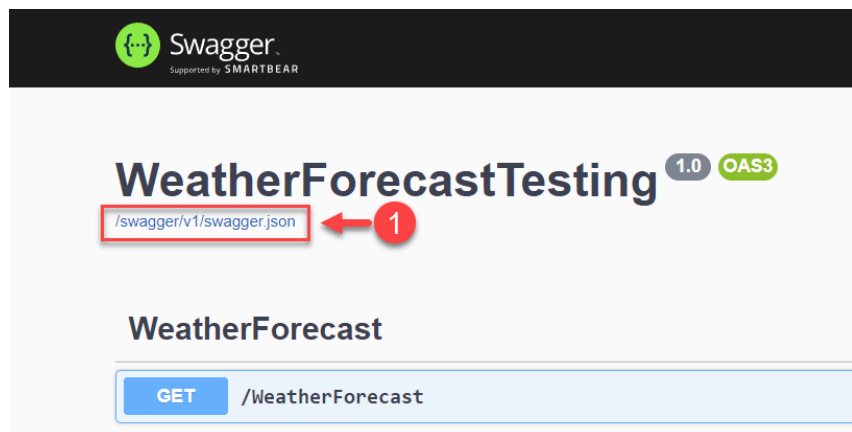 {···} Swagger.
Supported by SMARTBEAR
WeatherForecastTesting 1.0 OAS3
/swagger/v1/swagger.json 1
WeatherForecast
GET /WeatherForecast